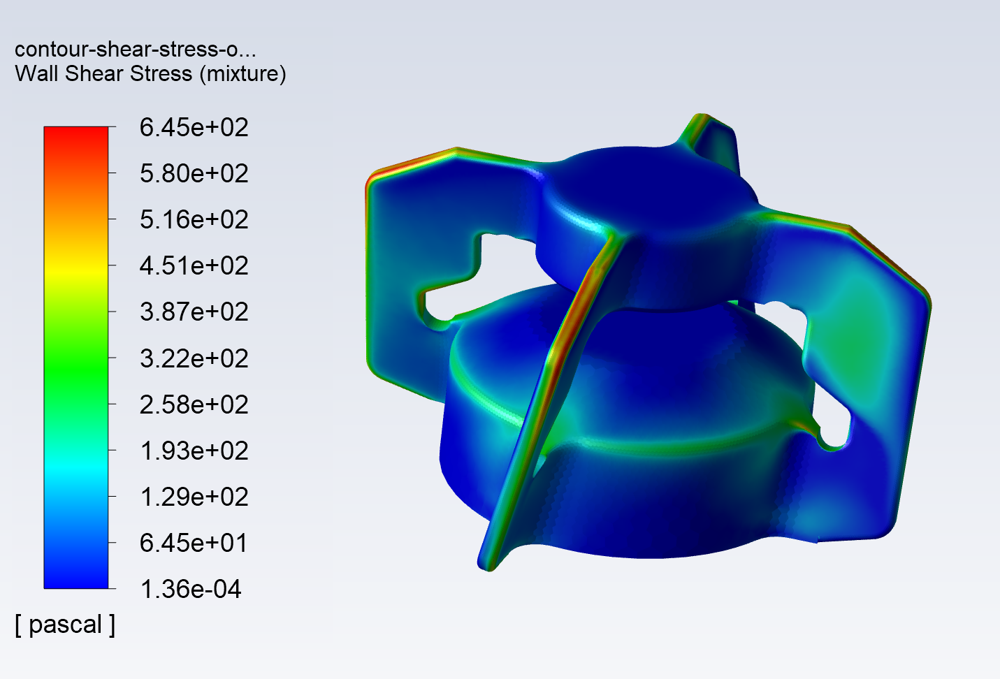 contour-shear-stress-o...
Wall Shear Stress (mixture)
6.45e+02
5.80e+02
5.16e+02
4.51e+02
3.87e+02
3.22e+02
2.58e+02
1.93e+02
1.29e+02
6.45e+01
1.36e-04
[ pascal ]